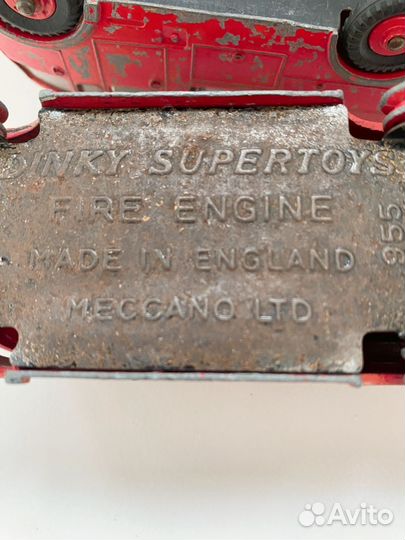 DINKY SUPERTOYS
FIRE ENGINE
MADE IN ENGLAND
MECCANO LTD
955
Avito